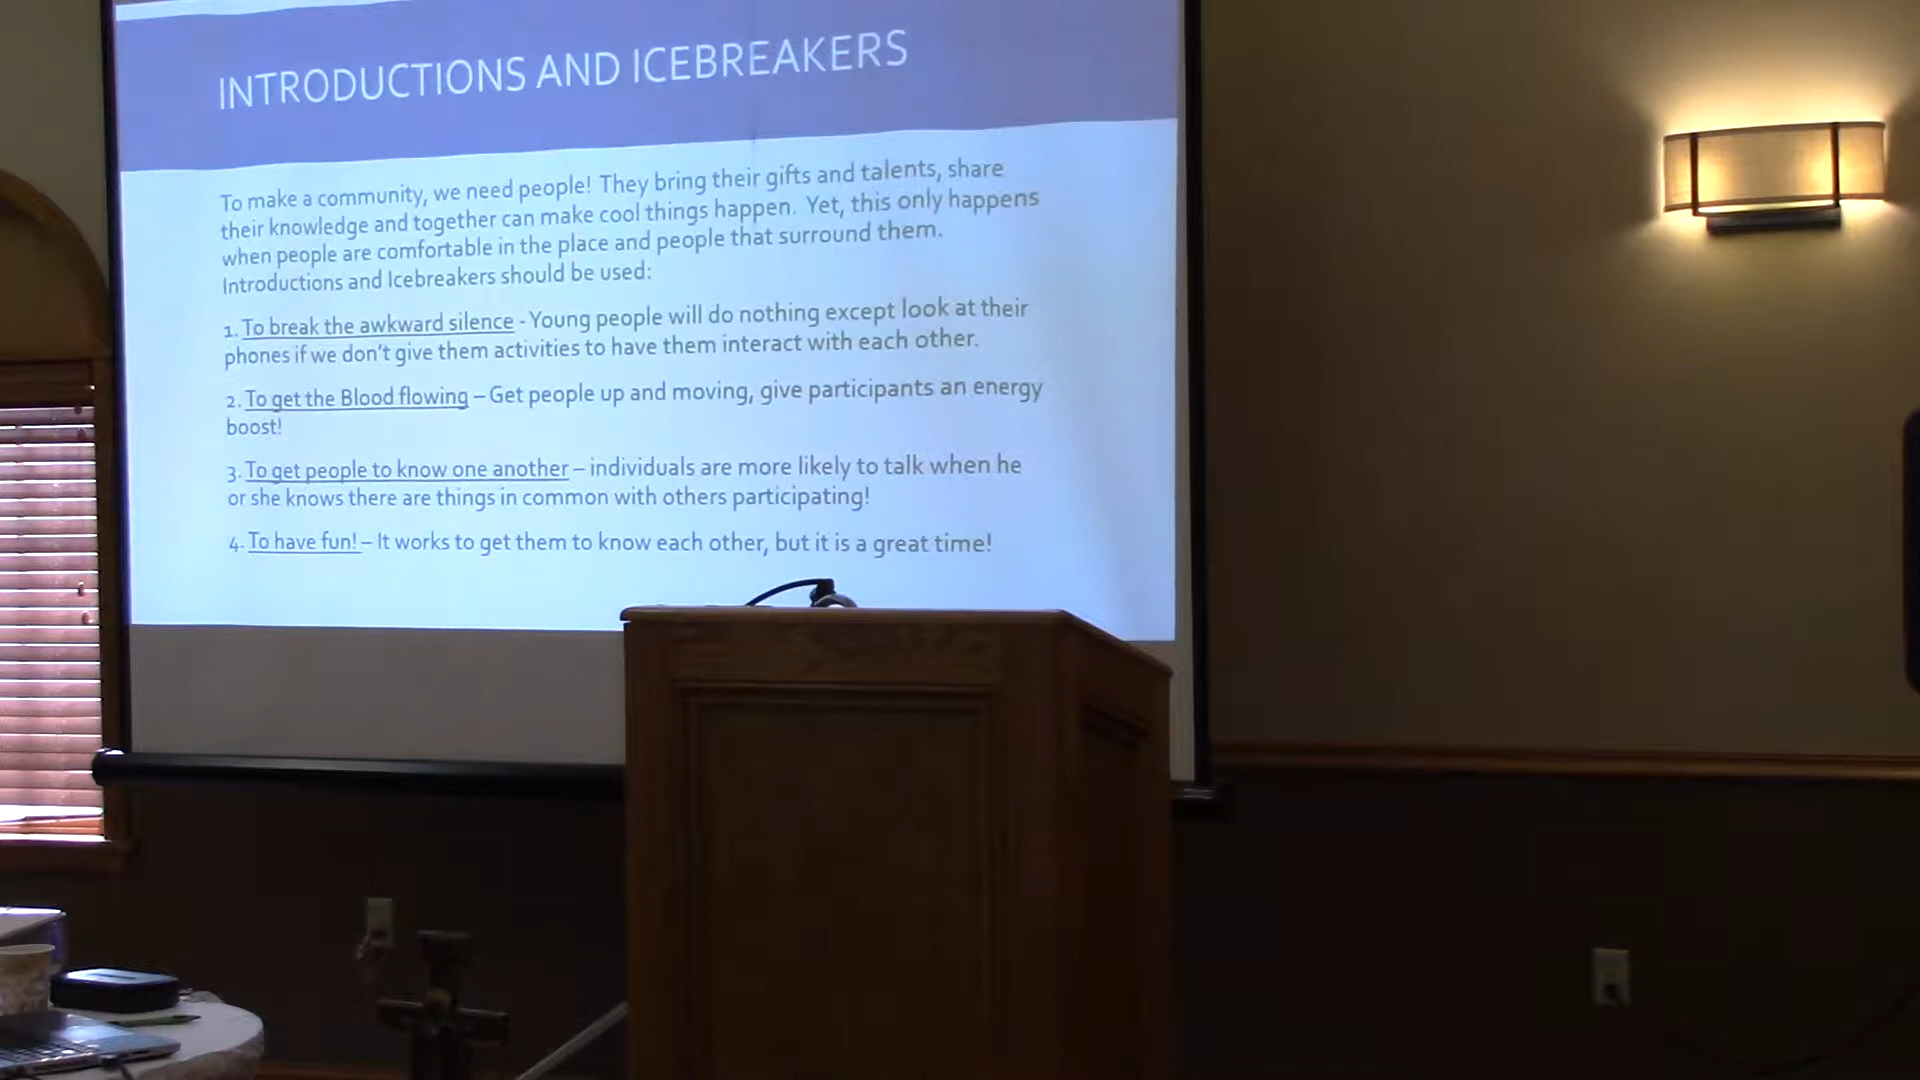 INTRODUCTIONS AND ICEBREAKERS
To make a community, we need people! They bring their gifts and talents, share
their knowledge and together can make cool things happen. Yet, this only happens
when people are comfortable in the place and people that surround them.
Introductions and Icebreakers should be used:
1. To break the awkward silence - Young people will do nothing except look at their
phones if we don't give them activities to have them interact with each other.
2. To get the Blood flowing – Get people up and moving, give participants an energy
boost!
3. To get people to know one another – individuals are more likely to talk when he
or she knows there are things in common with others participating!
4. To have fun! – It works to get them to know each other, but it is a great time!